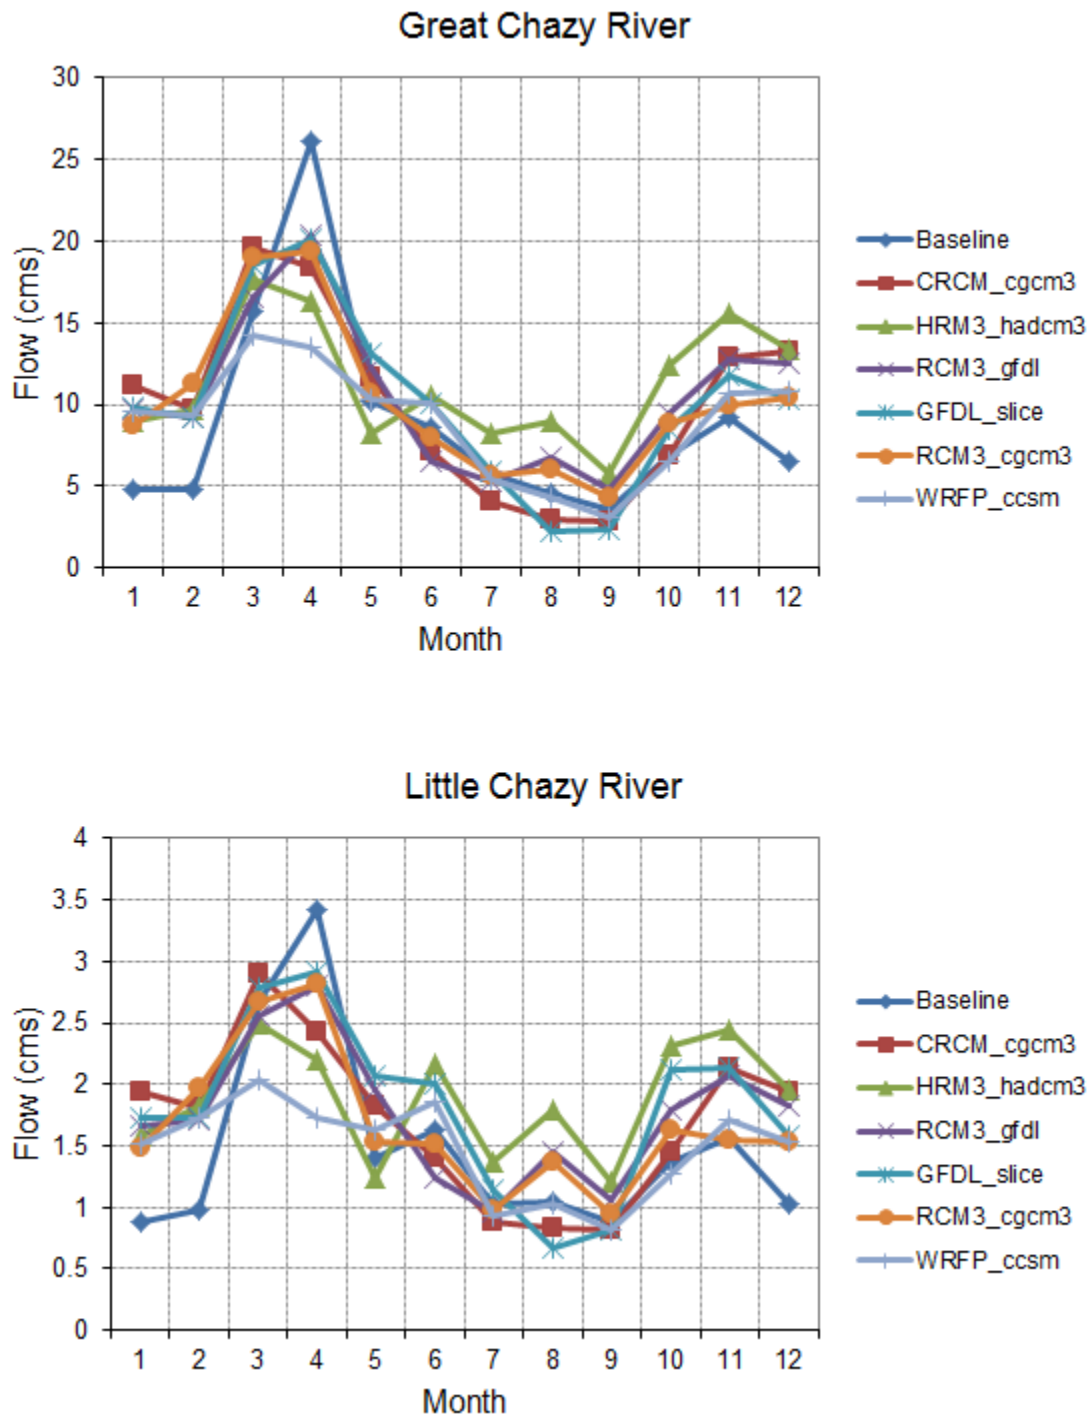 Great Chazy River
30
25
20
15
10
5
0
Flow (cms)
1 2 3 4 5 6 7 8 9 10 11 12
Month
Baseline
CRCM_cgcm3
HRM3_hadcm3
RCM3_gfdl
GFDL_slice
RCM3_cgcm3
WRFP_ccsm
Little Chazy River
4
3.5
3
2.5
2
1.5
1
0.5
0
Flow (cms)
1 2 3 4 5 6 7 8 9 10 11 12
Month
Baseline
CRCM_cgcm3
HRM3_hadcm3
RCM3_gfdl
GFDL_slice
RCM3_cgcm3
WRFP_ccsm